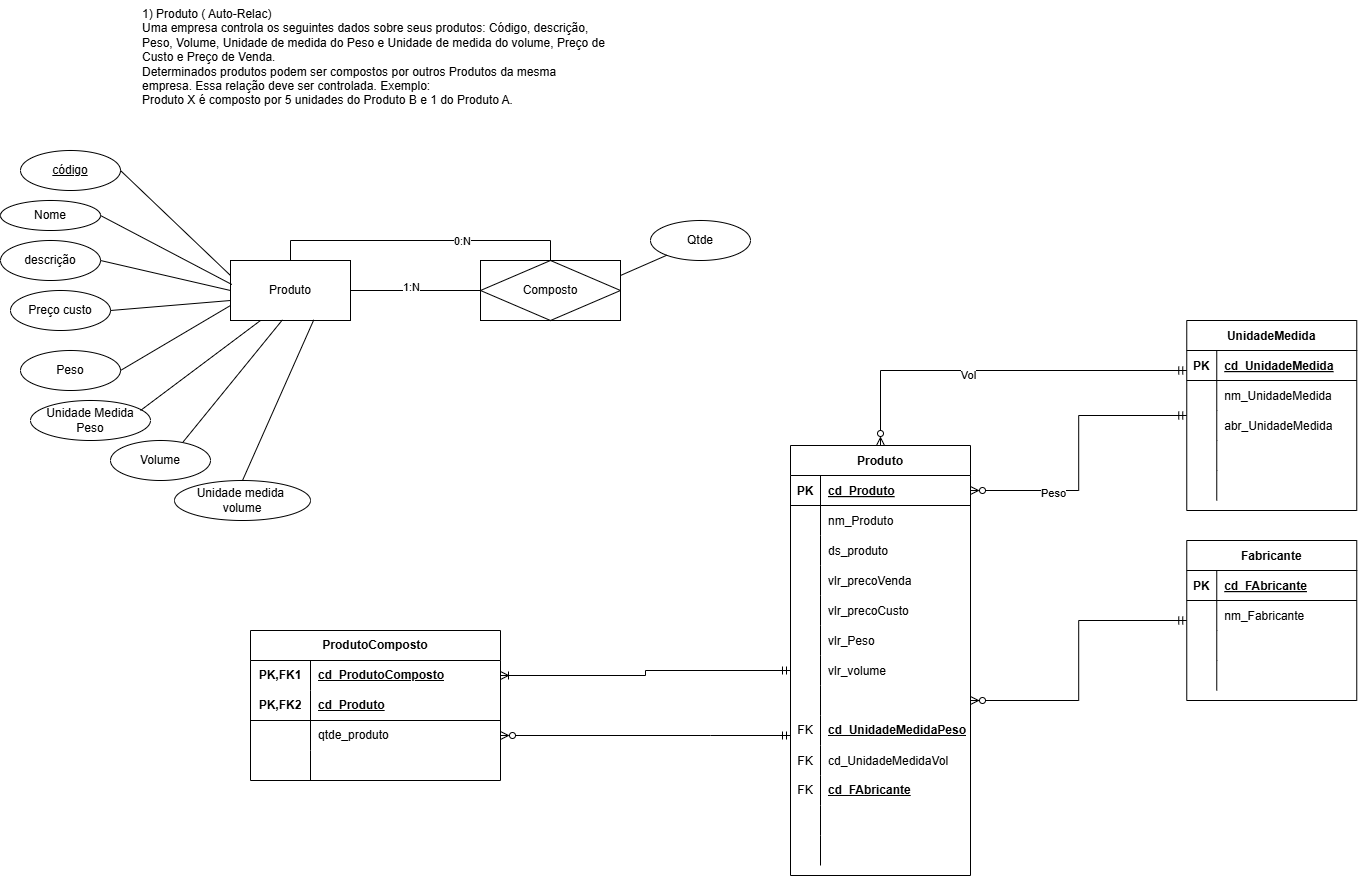 1) Produto ( Auto-Relac)
Uma empresa controla os seguintes dados sobre seus produtos: Código, descrição,
Peso, Volume, Unidade de medida do Peso e Unidade de medida do volume, Preço de
Custo e Preço de Venda.
Determinados produtos podem ser compostos por outros Produtos da mesma
empresa. Essa relação deve ser controlada. Exemplo:
Produto X é composto por 5 unidades do Produto B e 1 do Produto A.
código
Nome
descrição
Preço custo
Peso
Unidade Medida
Peso
Volume
Unidade medida
volume
Produto
0:N
1:N
Composto
Qtde
UnidadeMedida
PK cd_UnidadeMedida
nm_UnidadeMedida
abr_UnidadeMedida
Vol
Peso
Produto
PK cd_Produto
nm_Produto
ds_produto
vlr_precoVenda
vlr_precoCusto
vlr_Peso
vlr_volume
FK cd_UnidadeMedidaPeso
FK cd_UnidadeMedidaVol
FK cd_FAbricante
Fabricante
PK cd_FAbricante
nm_Fabricante
ProdutoComposto
PK,FK1 cd_ProdutoComposto
PK,FK2 cd_Produto
qtde_produto